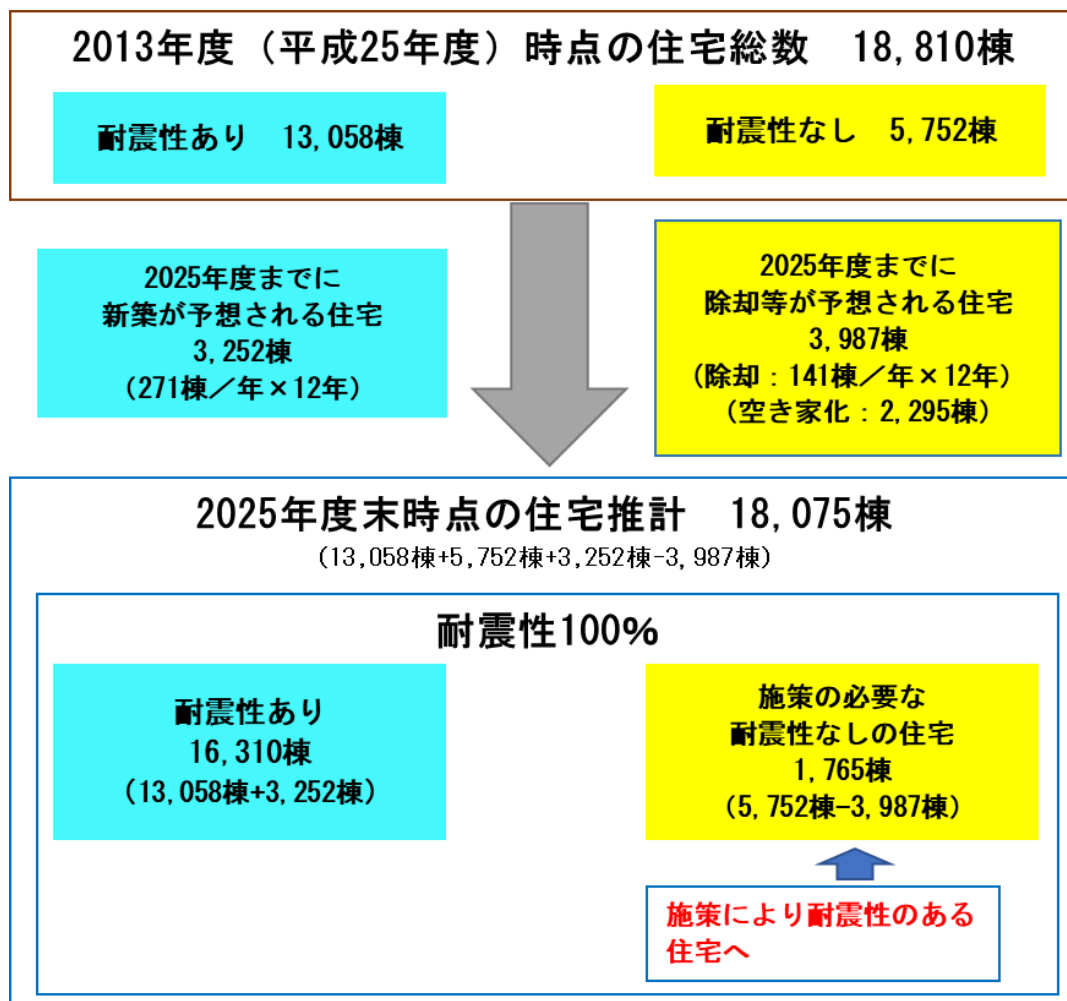 2013年度（平成25年度）時点の住宅総数　18,810棟
耐震性あり　13,058棟
耐震性なし　5,752棟
2025年度までに
新築が予想される住宅
3,252棟
（271棟／年×12年）
2025年度までに
除却等が予想される住宅
3,987棟
（除却：141棟／年×12年）
（空き家化：2,295棟）
2025年度末時点の住宅推計　18,075棟
（13,058棟+5,752棟+3,252棟-3,987棟）
耐震性100%
耐震性あり
16,310棟
（13,058棟+3,252棟）
施策の必要な
耐震性なしの住宅
1,765棟
（5,752棟-3,987棟）
施策により耐震性のある
住宅へ